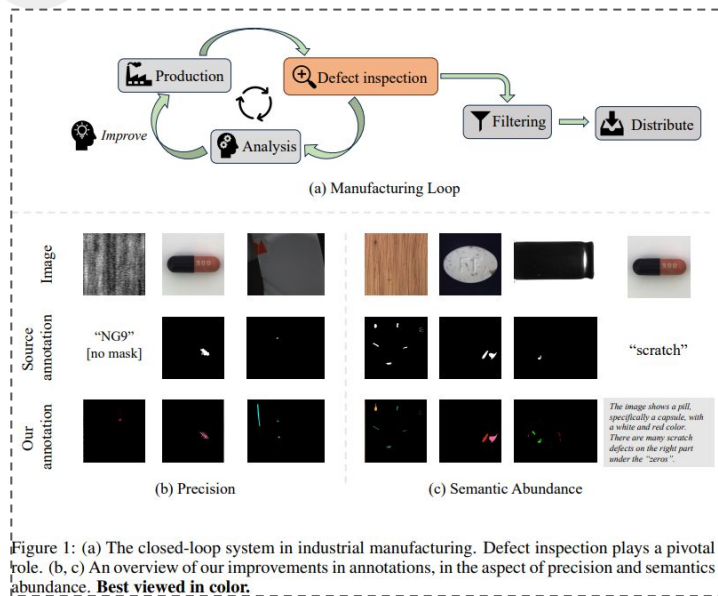 Production
Defect inspection
Improve
Analysis
Filtering
Distribute
(a) Manufacturing Loop
Image
500
500
Source
annotation
“NG9”
[no mask]
“scratch”
Our
annotation
The image shows a pill,
specifically a capsule, with
a white and red color.
There are many scratch
defects on the right part
under the "zeros".
(b) Precision
(c) Semantic Abundance
Figure 1: (a) The closed-loop system in industrial manufacturing. Defect inspection plays a pivotal
role. (b, c) An overview of our improvements in annotations, in the aspect of precision and semantics
abundance. Best viewed in color.